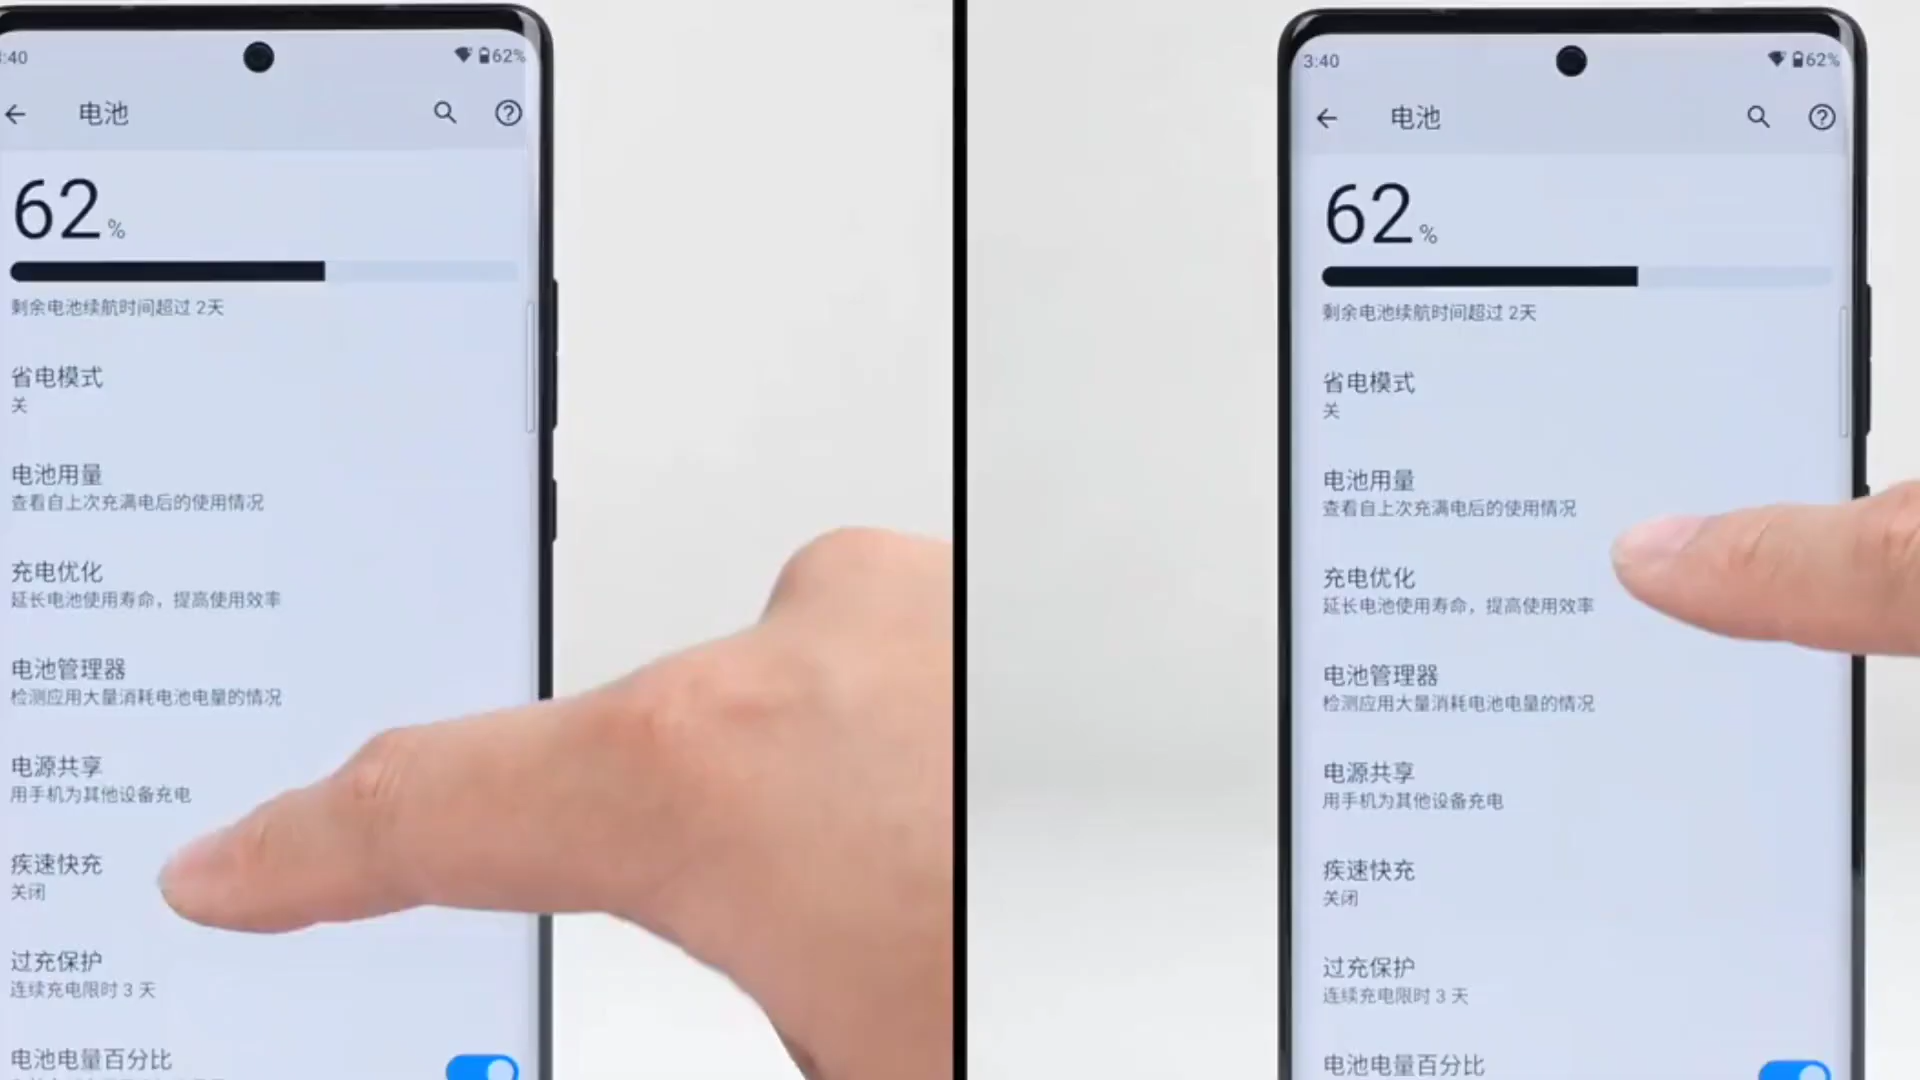 :40
62%
电池
62%
剩余电池续航时间超过 2天
省电模式
关
电池用量
查看自上次充满电后的使用情况
充电优化
延长电池使用寿命，提高使用效率
电池管理器
检测应用大量消耗电池电量的情况
电源共享
用手机为其他设备充电
疾速快充
关闭
过充保护
连续充电限时 3 天
电池电量百分比
3:40
62%
电池
62%
剩余电池续航时间超过 2天
省电模式
关
电池用量
查看自上次充满电后的使用情况
充电优化
延长电池使用寿命，提高使用效率
电池管理器
检测应用大量消耗电池电量的情况
电源共享
用手机为其他设备充电
疾速快充
关闭
过充保护
连续充电限时 3 天
电池电量百分比